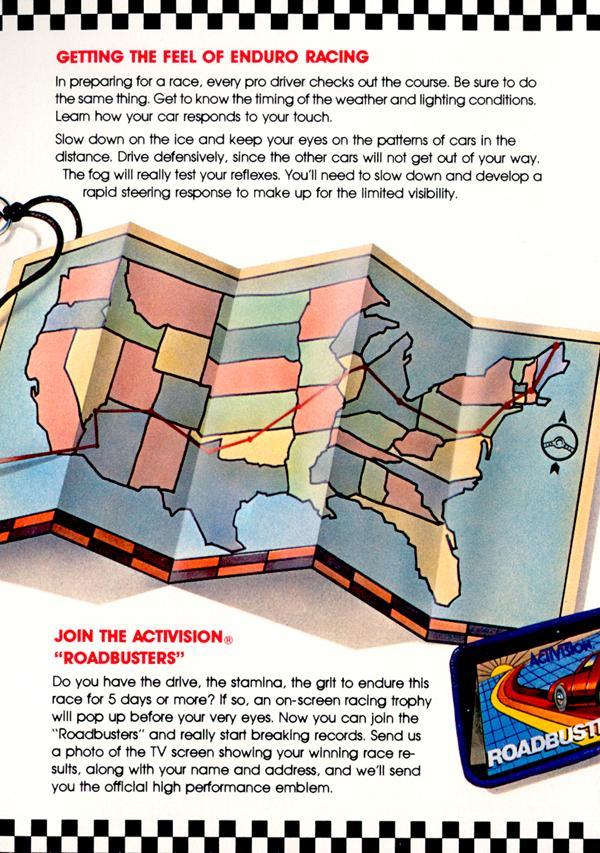 GETTING THE FEEL OF ENDURO RACING
In preparing for a race, every pro driver checks out the course. Be sure to do
the same thing. Get to know the timing of the weather and lighting conditions.
Learn how your car responds to your touch.
Slow down on the ice and keep your eyes on the patterns of cars in the
distance. Drive defensively, since the other cars will not get out of your way.
The fog will really test your reflexes. You'll need to slow down and develop a
rapid steering response to make up for the limited visibility.
JOIN THE ACTIVISION®
"ROADBUSTERS"
Do you have the drive, the stamina, the grit to endure this
race for 5 days or more? If so, an on-screen racing trophy
will pop up before your very eyes. Now you can join the
"Roadbusters" and really start breaking records. Send us
a photo of the TV screen showing your winning race re-
sults, along with your name and address, and we'll send
you the official high performance emblem.
ACTIVISION
ROADBUST